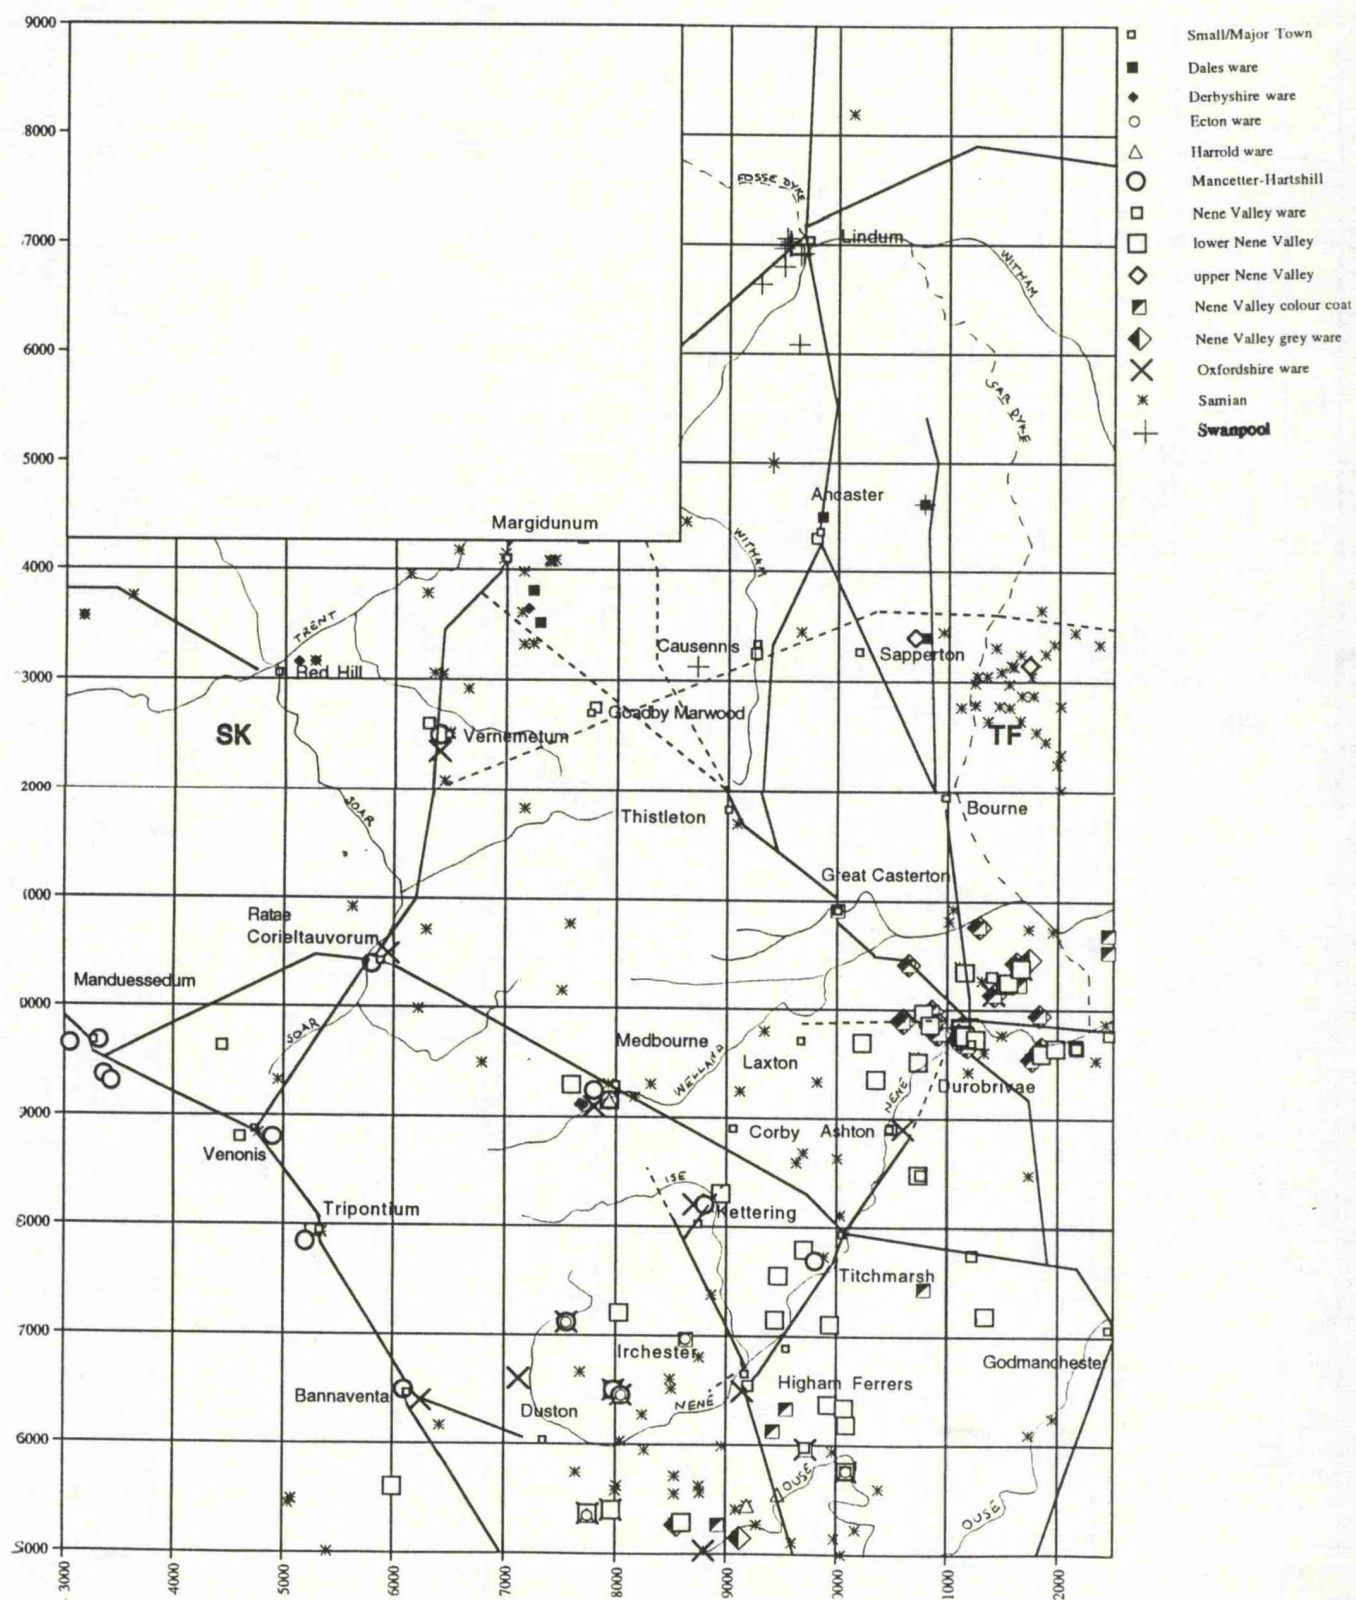 9000
8000
7000
6000
5000
4000
3000
2000
0000
7000
6000
Small/Major Town
Dales ware
Derbyshire ware
Ecton ware
Harrold ware
Mancetter-Hartshill
Nene Valley ware
lower Nene Valley
upper Nene Valley
Nene Valley colour coat
Nene Valley grey ware
Oxfordshire ware
Samian
Swanpool
FOSSE DYKE
Lindum
WITHAM
CAR DYKE
Ancaster
Margidunum
WITHAM
TRENT
Causennis
Sapperton
Red Hill
SK
Goadby Marwood
Vernemetum
TF
SOAR
Thistleton
Bourne
Great Casterton
Ratae
Corieltauvorum
Manduessedum
SOAR
Medbourne
WELLAND
Laxton
NENE
Durobrivae
Corby
Ashton
Venonis
ISE
Tripontium
Kettering
Titchmarsh
Irchester
Godmanchester
Bannaventa
Duston
NENE
Higham Ferrers
OUSE
OUSE
3000
4000
5000
6000
7000
8000
9000
0000
1000
2000